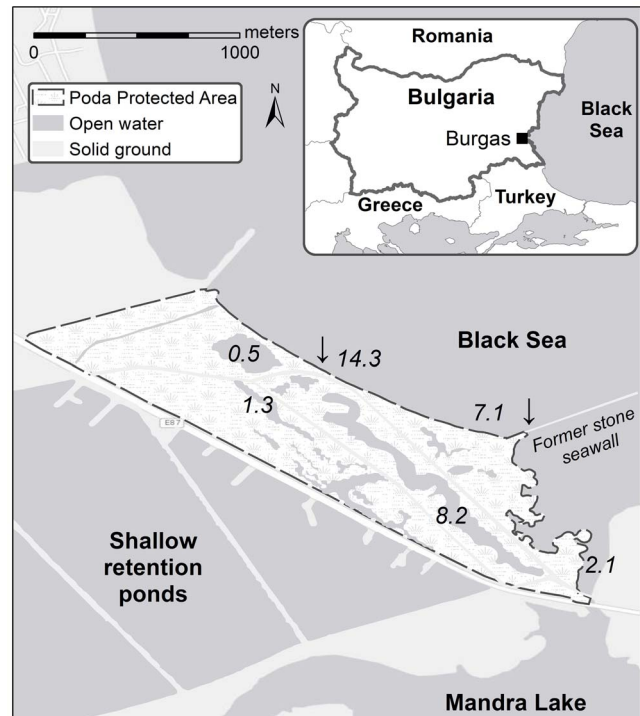 meters
0 1000
Poda Protected Area
Open water
Solid ground
N
Romania
Bulgaria
Black
Sea
Burgas
Greece
Turkey
Black Sea
0.5
14.3
1.3
7.1
E87
Former stone
seawall
8.2
2.1
Shallow
retention
ponds
Mandra Lake